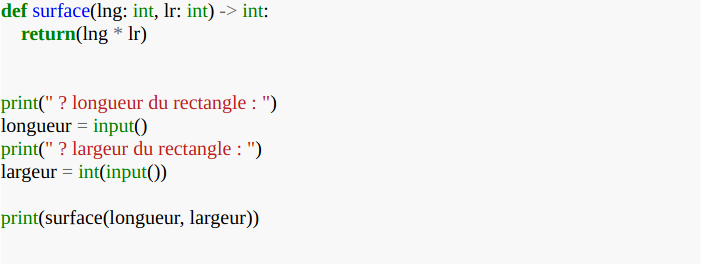 def surface(lng: int, lr: int) -> int:
    return(lng * lr)
print(" ? longueur du rectangle : ")
longueur = input()
print(" ? largeur du rectangle : ")
largeur = int(input())
print(surface(longueur, largeur))